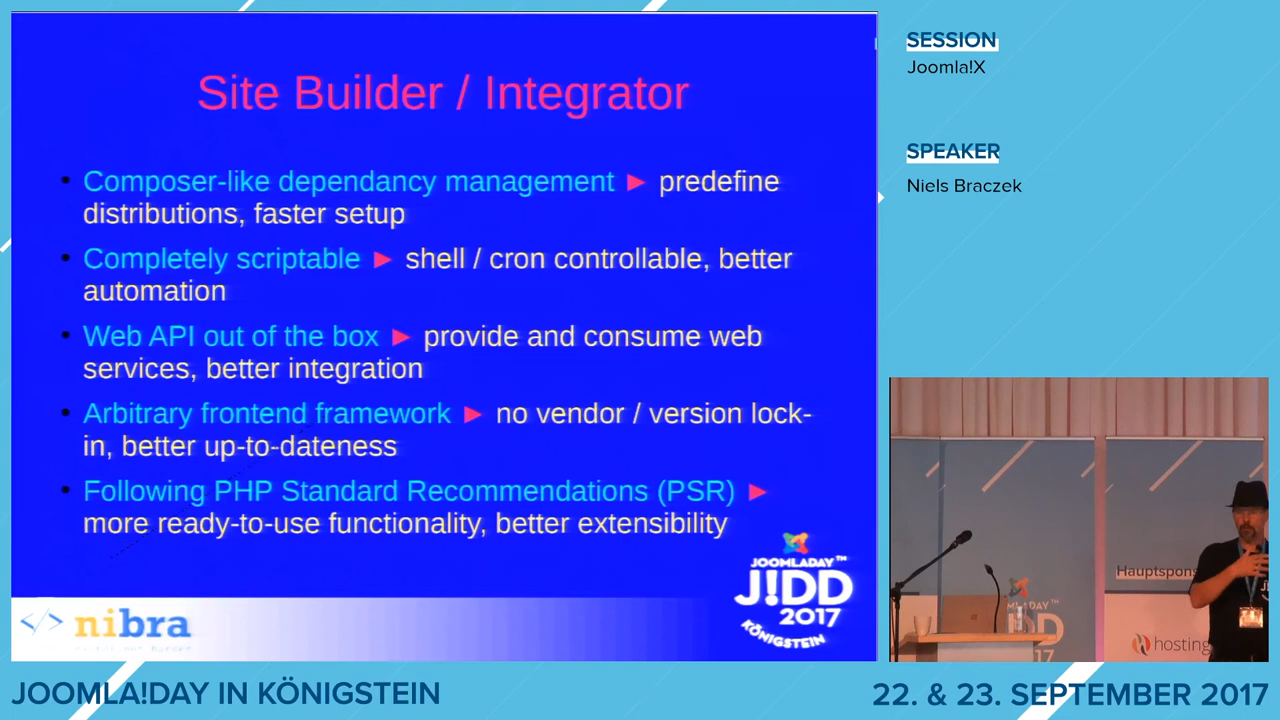 SESSION
Joomla!X
SPEAKER
Niels Braczek
Site Builder / Integrator
• Composer-like dependancy management ► predefine
distributions, faster setup
• Completely scriptable ► shell / cron controllable, better
automation
• Web API out of the box ► provide and consume web
services, better integration
• Arbitrary frontend framework ► no vendor / version lock-
in, better up-to-dateness
• Following PHP Standard Recommendations (PSR) ►
more ready-to-use functionality, better extensibility
</> nibra
JOOMLADAY™
J!DD
2017
KÖNIGSTEIN
Hauptspons
hosting
17
JOOMLA!DAY IN KÖNIGSTEIN
22. & 23. SEPTEMBER 2017